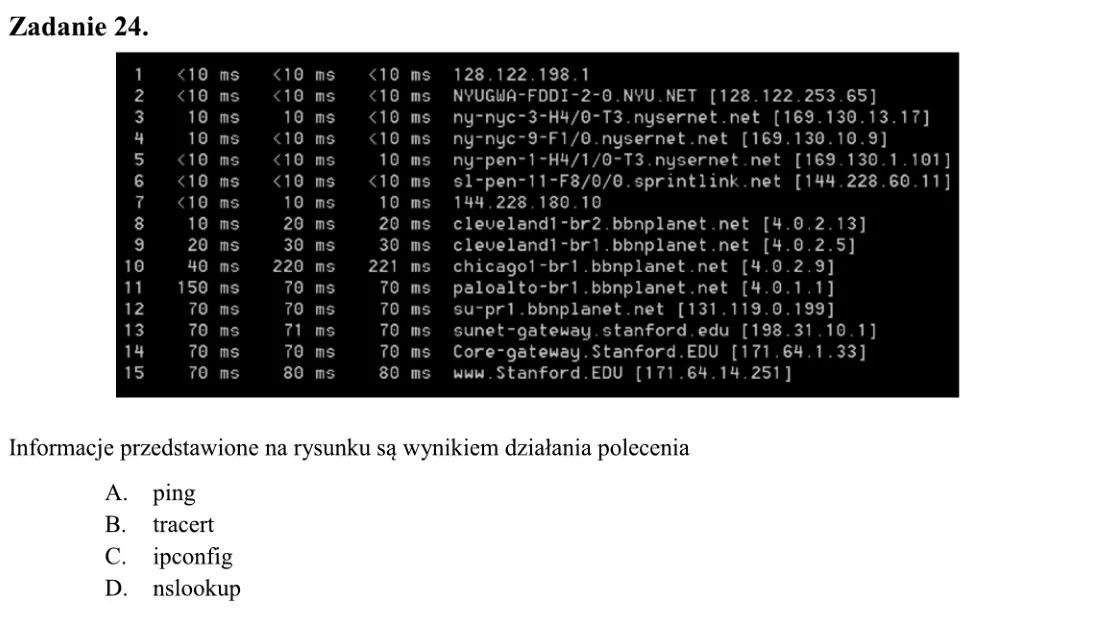 Zadanie 24.
1 <10 ms <10 ms <10 ms 128.122.198.1
2 <10 ms <10 ms <10 ms NYUGWA-FDDI-2-0.NYU.NET [128.122.253.65]
3 10 ms 10 ms <10 ms ny-nyc-3-H4/0-T3.nysernet.net [169.130.13.17]
4 10 ms <10 ms <10 ms ny-nyc-9-F1/0.nysernet.net [169.130.10.9]
5 <10 ms <10 ms 10 ms ny-pen-1-H4/1/0-T3.nysernet.net [169.130.1.101]
6 <10 ms <10 ms <10 ms sl-pen-11-F8/0/0.sprintlink.net [144.228.60.11]
7 <10 ms 10 ms 10 ms 144.228.180.10
8 10 ms 20 ms 20 ms cleveland1-br2.bbnplanet.net [4.0.2.13]
9 20 ms 30 ms 30 ms cleveland1-br1.bbnplanet.net [4.0.2.5]
10 40 ms 220 ms 221 ms chicago1-br1.bbnplanet.net [4.0.2.9]
11 150 ms 70 ms 70 ms paloalto-br1.bbnplanet.net [4.0.1.1]
12 70 ms 70 ms 70 ms su-pr1.bbnplanet.net [131.119.0.199]
13 70 ms 71 ms 70 ms sunet-gateway.stanford.edu [198.31.10.1]
14 70 ms 70 ms 70 ms Core-gateway.Stanford.EDU [171.64.1.33]
15 70 ms 80 ms 80 ms www.Stanford.EDU [171.64.14.251]
Informacje przedstawione na rysunku są wynikiem działania polecenia
A. ping
B. tracert
C. ipconfig
D. nslookup